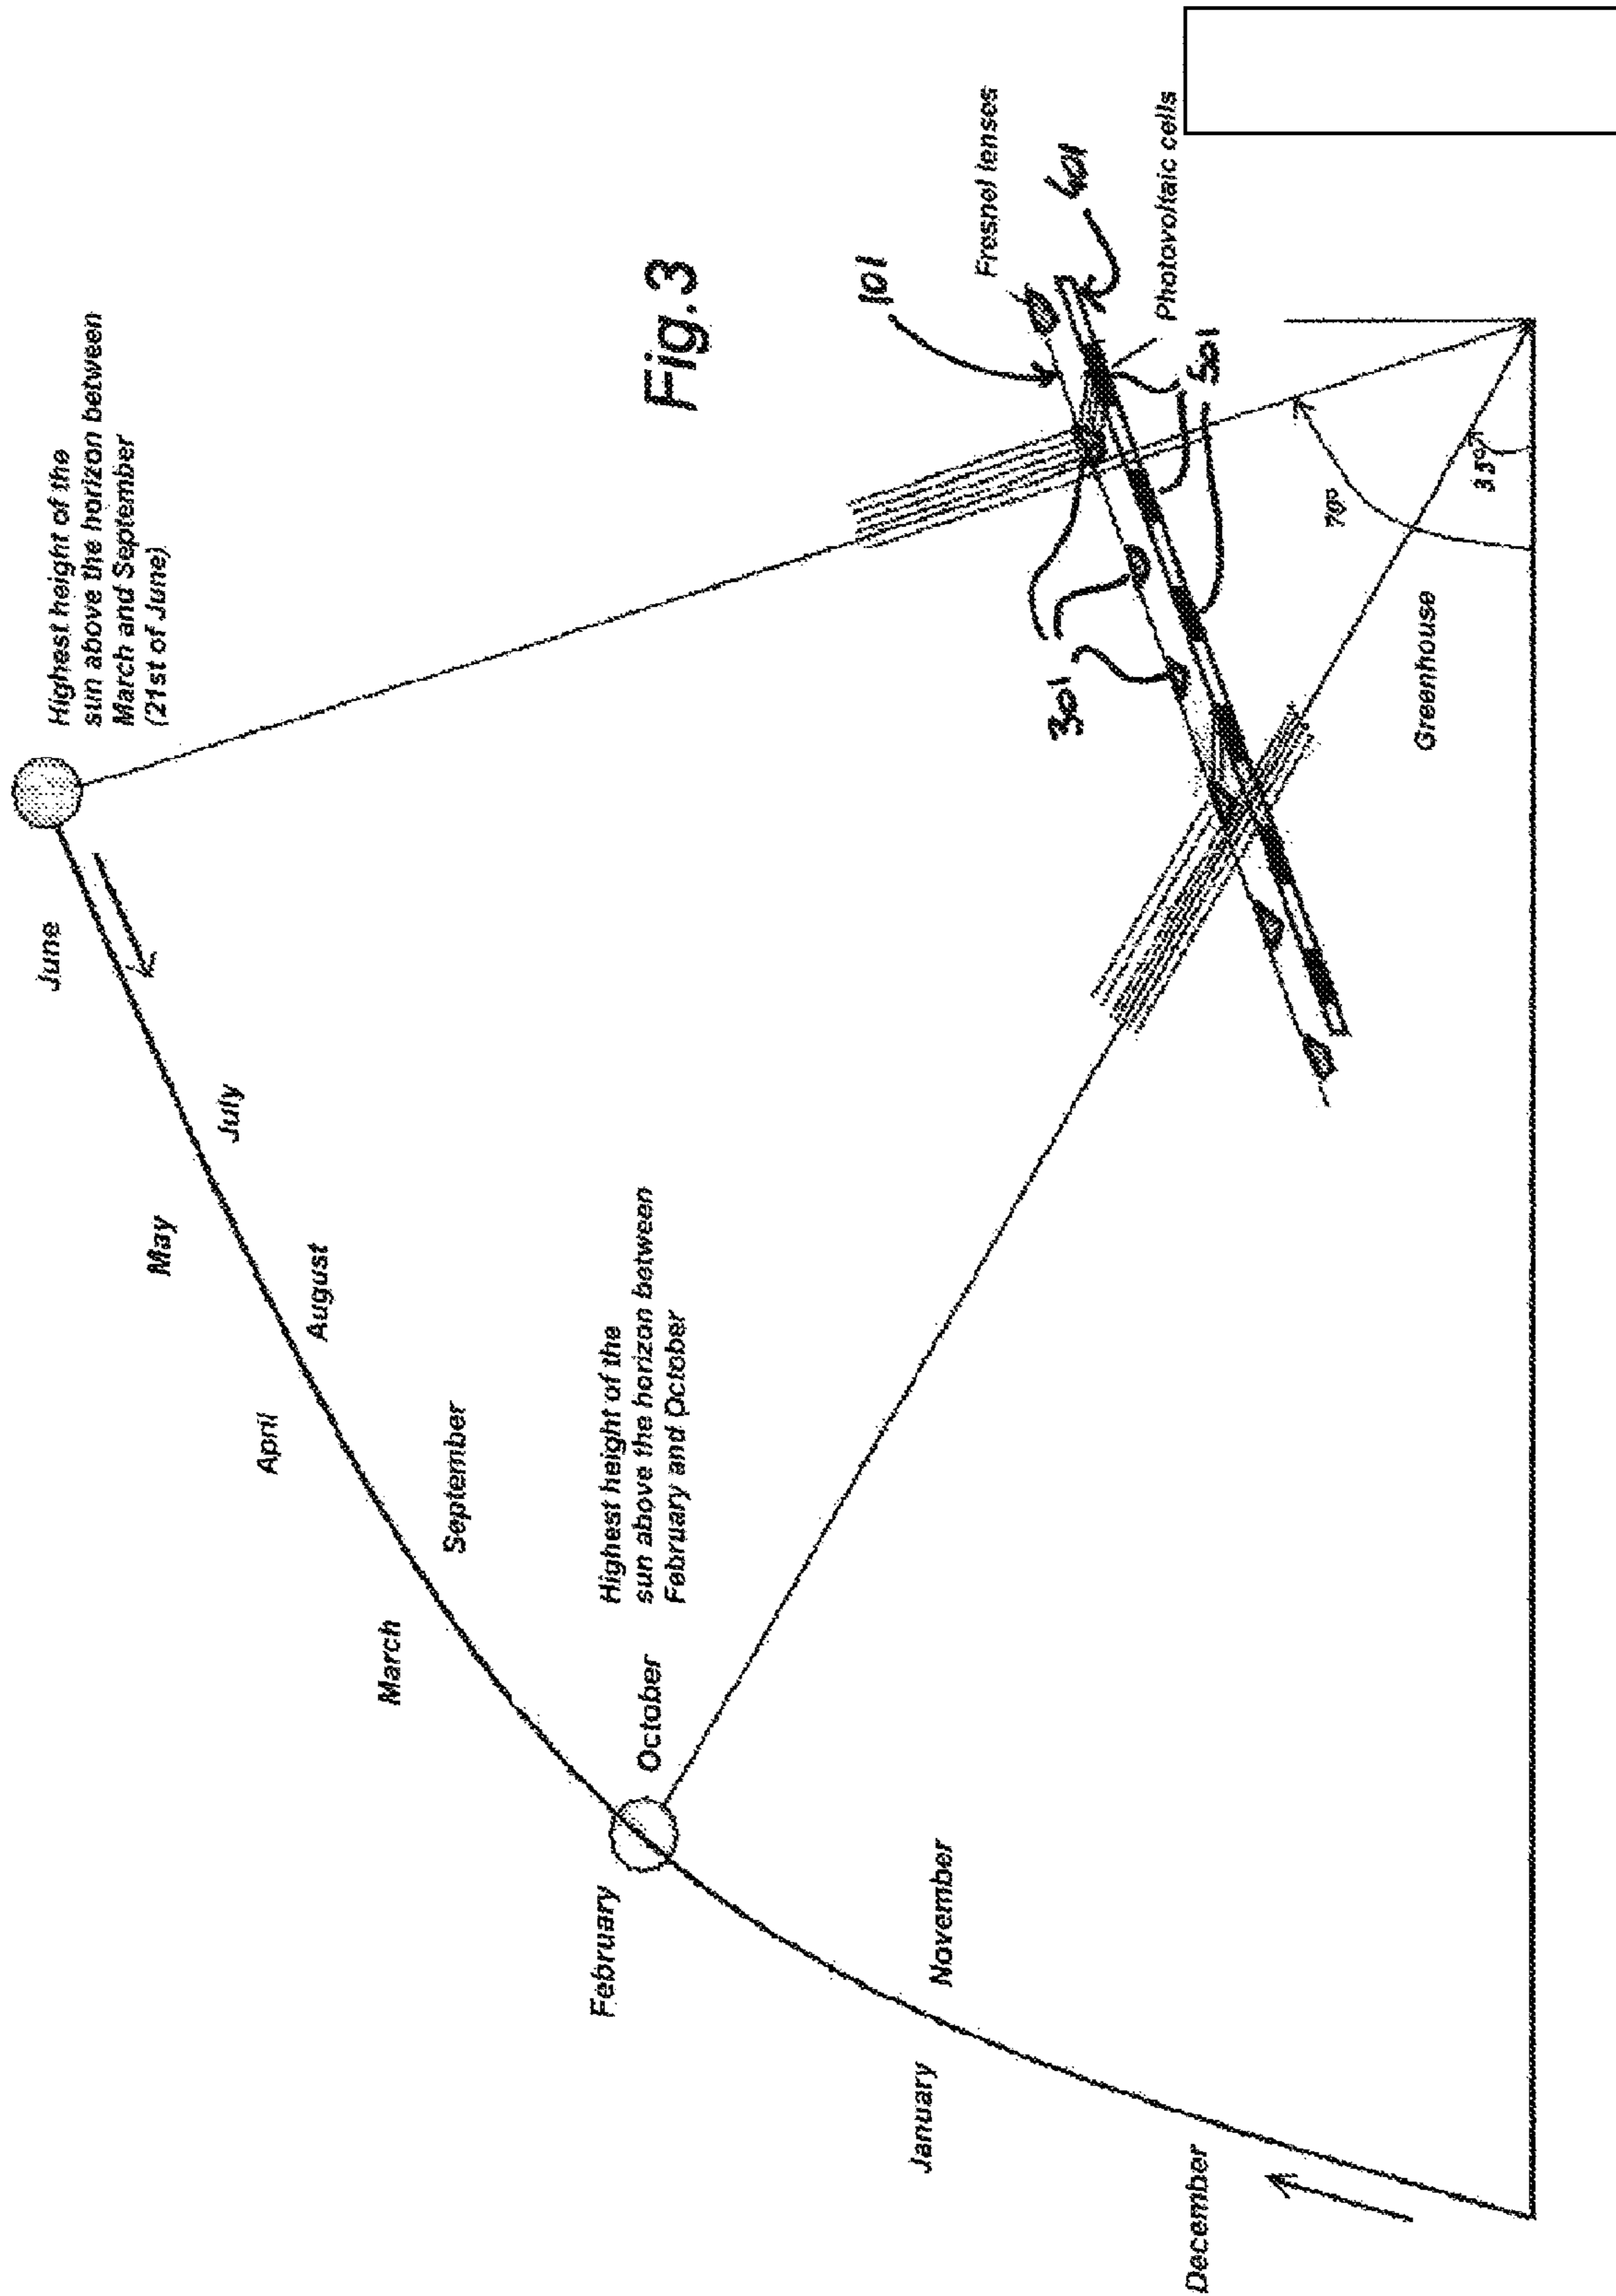 Fig.3
Highest height of the
sun above the horizon between
March and September
(21st of June)
June
July
May
August
April
September
March
Highest height of the
sun above the horizon between
February and October
October
February
November
January
December
Fresnel lenses
101
401
Photovoltaic cells
501
301
70°
35°
Greenhouse